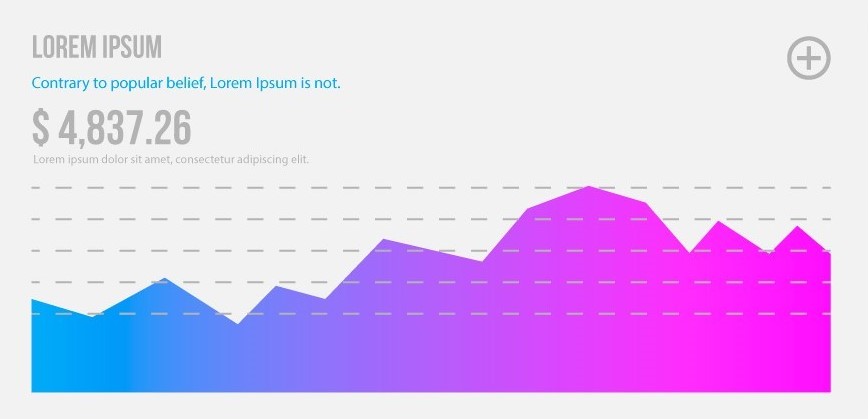 LOREM IPSUM
Contrary to popular belief, Lorem Ipsum is not.
$ 4,837.26
Lorem ipsum dolor sit amet, consectetur adipiscing elit.